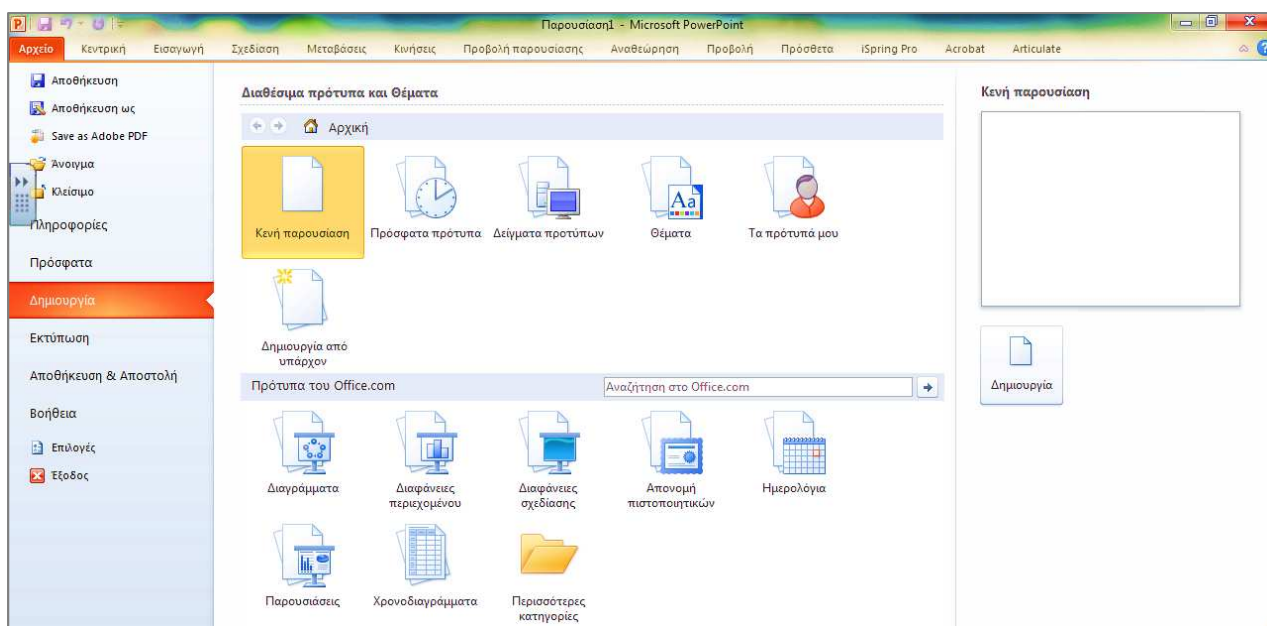 Παρουσίαση1 - Microsoft PowerPoint
Αρχείο Κεντρική Εισαγωγή Σχεδίαση Μεταβάσεις Κινήσεις Προβολή παρουσίασης Αναθεώρηση Προβολή Πρόσθετα iSpring Pro Acrobat Articulate
Αποθήκευση
Αποθήκευση ως
Save as Adobe PDF
Άνοιγμα
Κλείσιμο
Πληροφορίες
Πρόσφατα
Δημιουργία
Εκτύπωση
Αποθήκευση & Αποστολή
Βοήθεια
Επιλογές
Έξοδος
Διαθέσιμα πρότυπα και Θέματα
Αρχική
Κενή παρουσίαση Πρόσφατα πρότυπα Δείγματα προτύπων Θέματα Τα πρότυπά μου
Δημιουργία από
υπάρχον
Πρότυπα του Office.com Αναζήτηση στο Office.com
Διαγράμματα Διαφάνειες Διαφάνειες Απονομή Ημερολόγια
περιεχομένου σχεδίασης πιστοποιητικών
Παρουσιάσεις Χρονοδιαγράμματα Περισσότερες
κατηγορίες
Κενή παρουσίαση
Δημιουργία